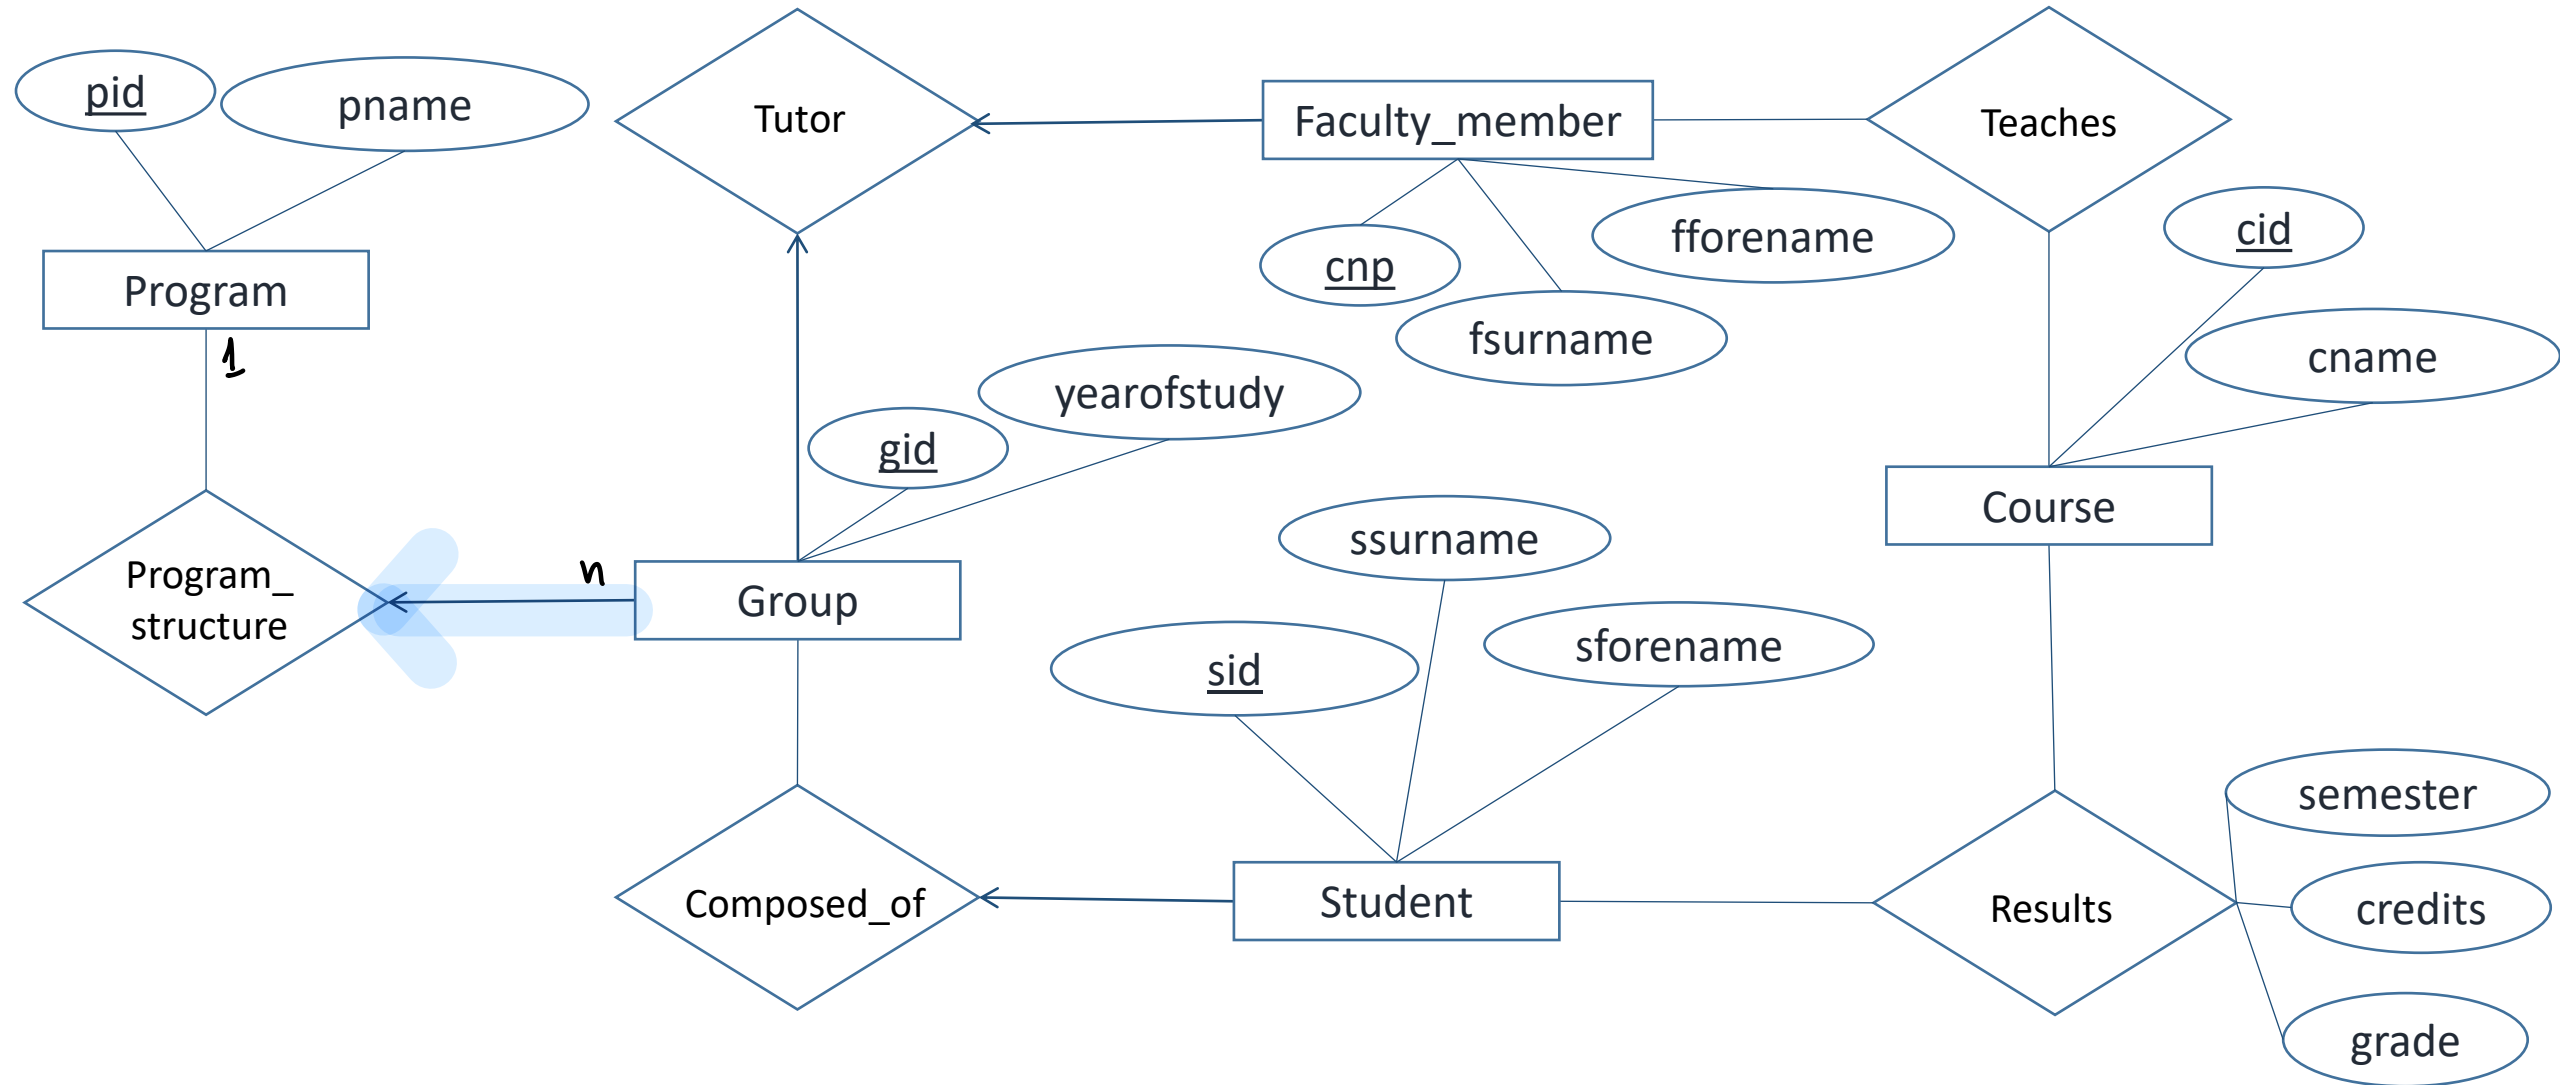 pid
pname
Tutor
Faculty_member
Teaches
cid
fforename
cnp
Program
fsurname
1
cname
yearofstudy
gid
Course
ssurname
n
Program_
structure
Group
sforename
sid
semester
Composed_of
Student
Results
credits
grade